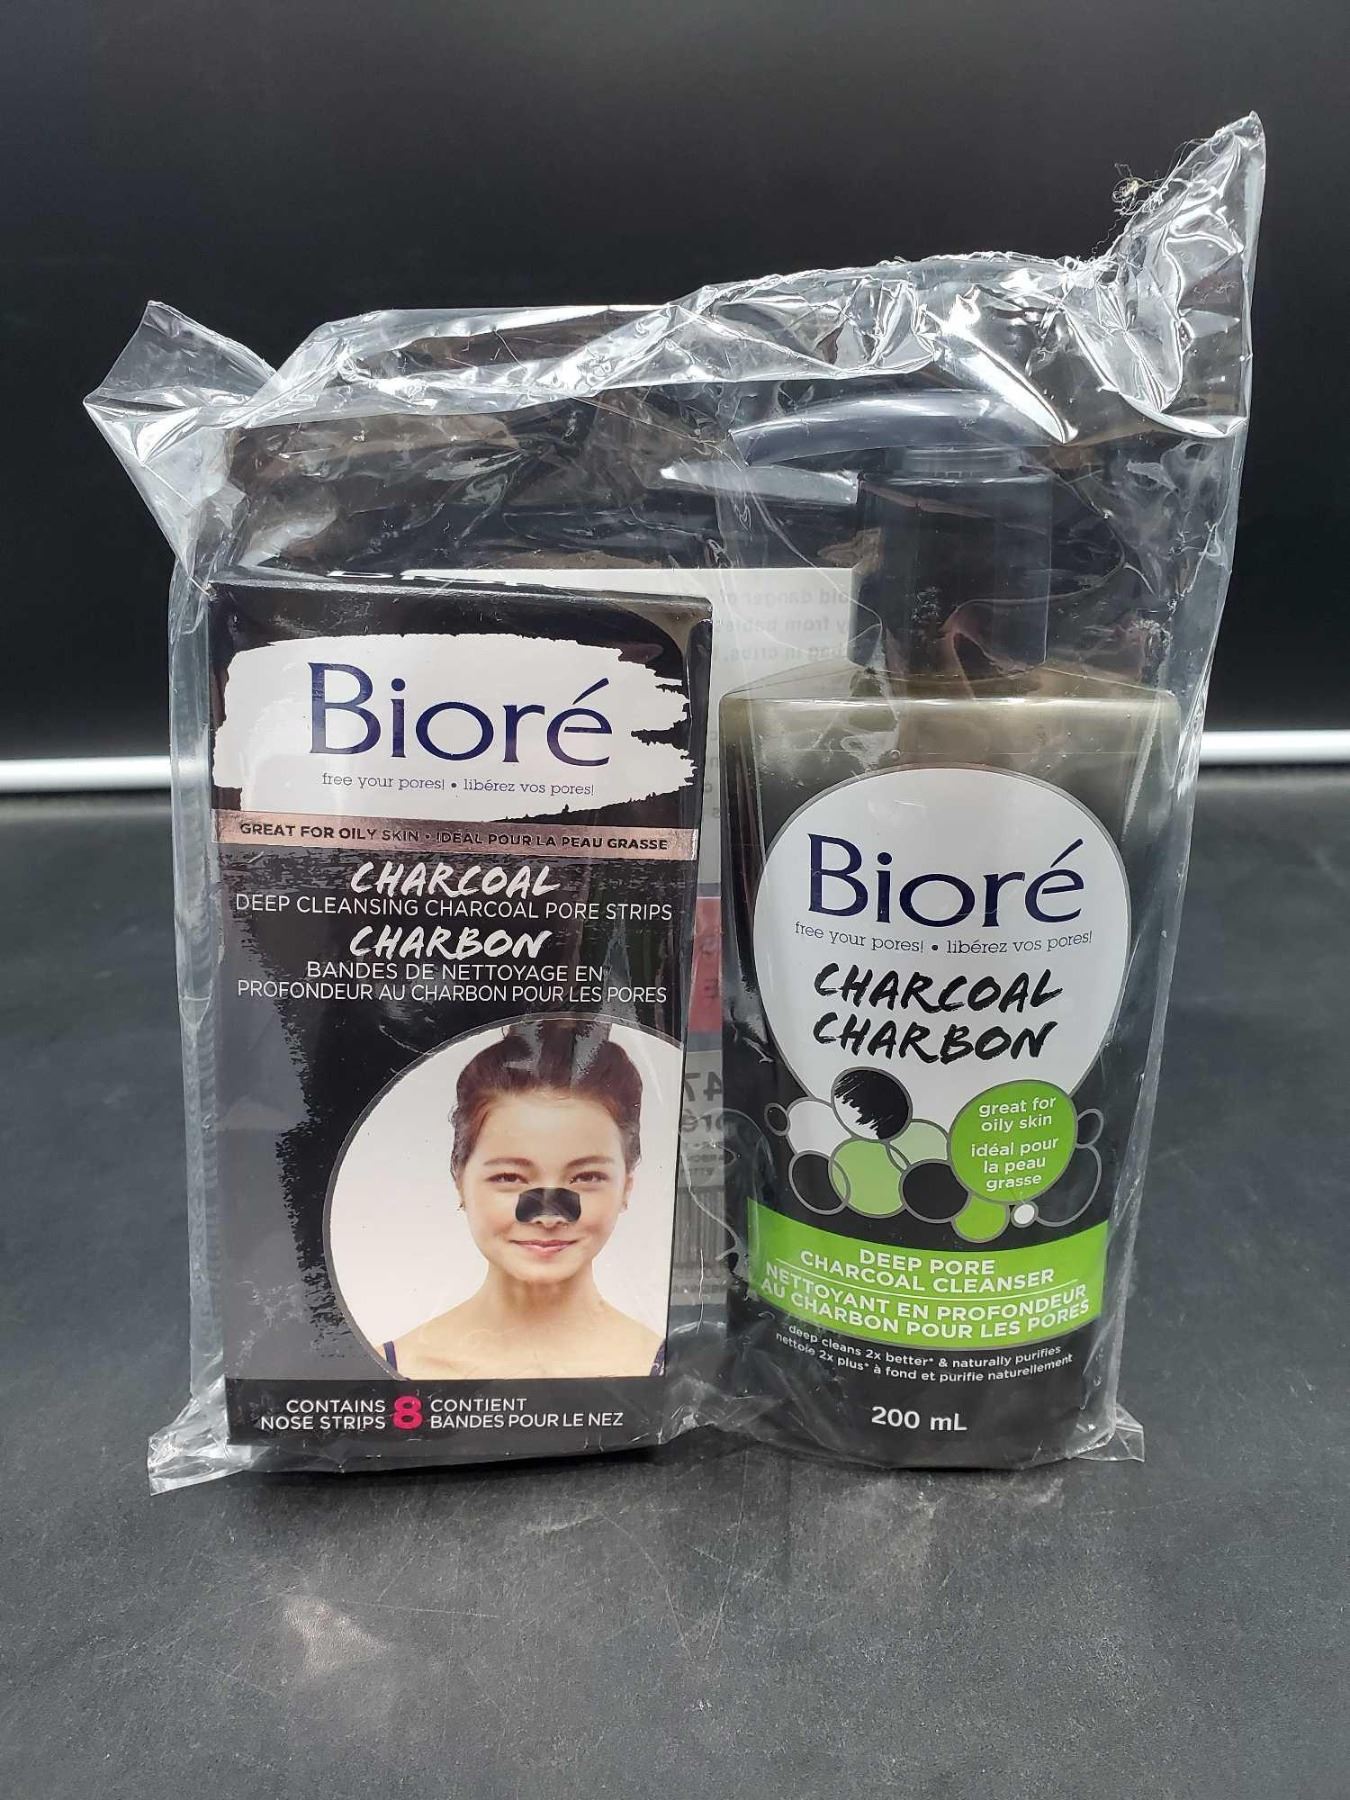 Bioré
free your pores! • libérez vos pores!
GREAT FOR OILY SKIN • IDÉAL POUR LA PEAU GRASSE
CHARCOAL
DEEP CLEANSING CHARCOAL PORE STRIPS
CHARBON
BANDES DE NETTOYAGE EN
PROFONDEUR AU CHARBON POUR LES PORES
CONTAINS 8 CONTIENT
NOSE STRIPS BANDES POUR LE NEZ
Bioré
free your pores! • libérez vos pores!
CHARCOAL
CHARBON
great for
oily skin
idéal pour
la peau
grasse
DEEP PORE
CHARCOAL CLEANSER
NETTOYANT EN PROFONDEUR
AU CHARBON POUR LES PORES
deep cleans 2x better* & naturally purifies
nettoie 2x plus* à fond et purifie naturellement
200 mL